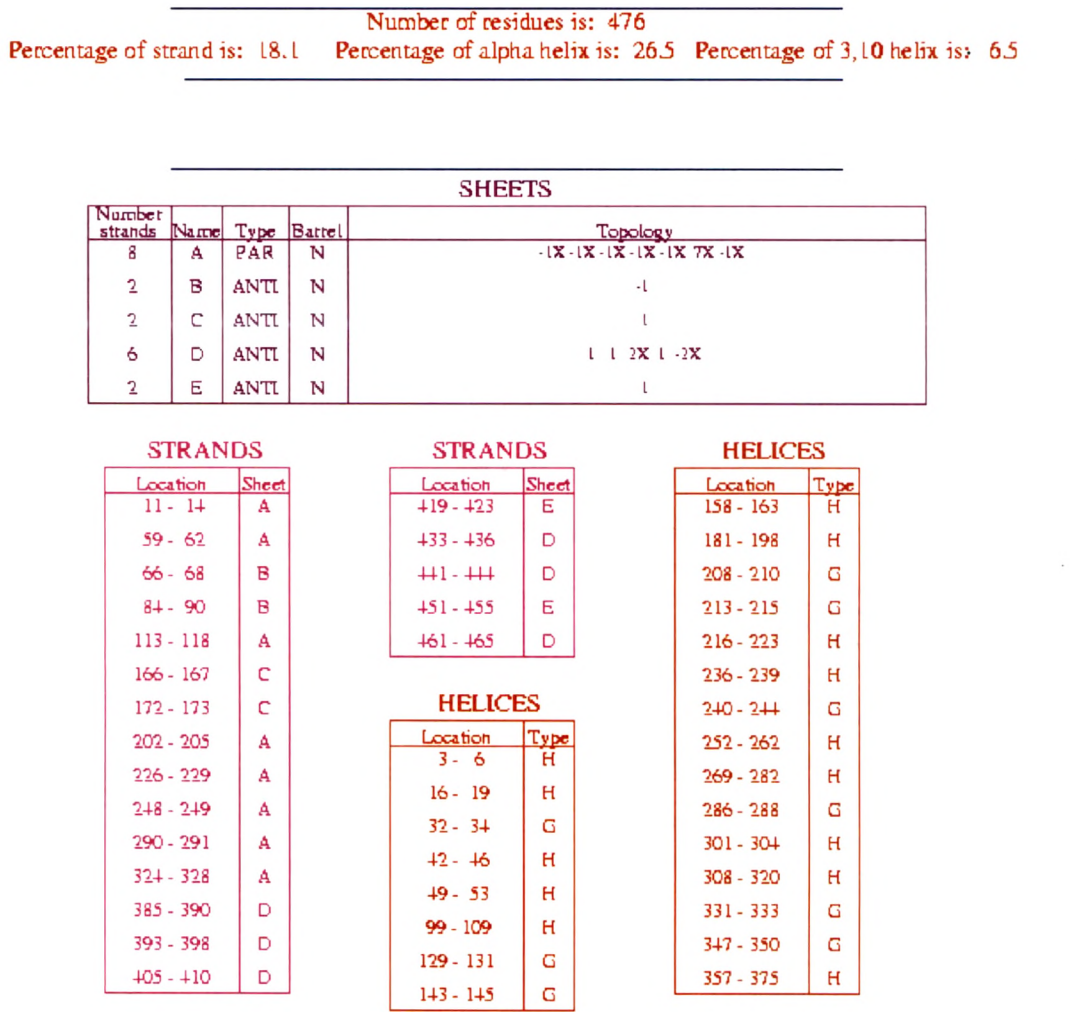 Number of residues is: 476
Percentage of strand is: 18.1 Percentage of alpha helix is: 26.5 Percentage of 3,10 helix is: 6.5
SHEETS
Number strands Name Type Barrel Topology
8 A PAR N -1X -1X -1X -1X -1X 7X -1X
2 B ANTI N -1
2 C ANTI N 1
6 D ANTI N 1 1 2X 1 -2X
2 E ANTI N 1
STRANDS
Location Sheet
11 - 14 A
59 - 62 A
66 - 68 B
84 - 90 B
113 - 118 A
166 - 167 C
172 - 173 C
202 - 205 A
226 - 229 A
248 - 249 A
290 - 291 A
324 - 328 A
385 - 390 D
393 - 398 D
405 - 410 D
STRANDS
Location Sheet
419 - 423 E
433 - 436 D
441 - 444 D
451 - 455 E
461 - 465 D
HELICES
Location Type
3 - 6 H
16 - 19 H
32 - 34 G
42 - 46 H
49 - 53 H
99 - 109 H
129 - 131 G
143 - 145 G
HELICES
Location Type
158 - 163 H
181 - 198 H
208 - 210 G
213 - 215 G
216 - 223 H
236 - 239 H
240 - 244 G
252 - 262 H
269 - 282 H
286 - 288 G
301 - 304 H
308 - 320 H
331 - 333 G
347 - 350 G
357 - 375 H